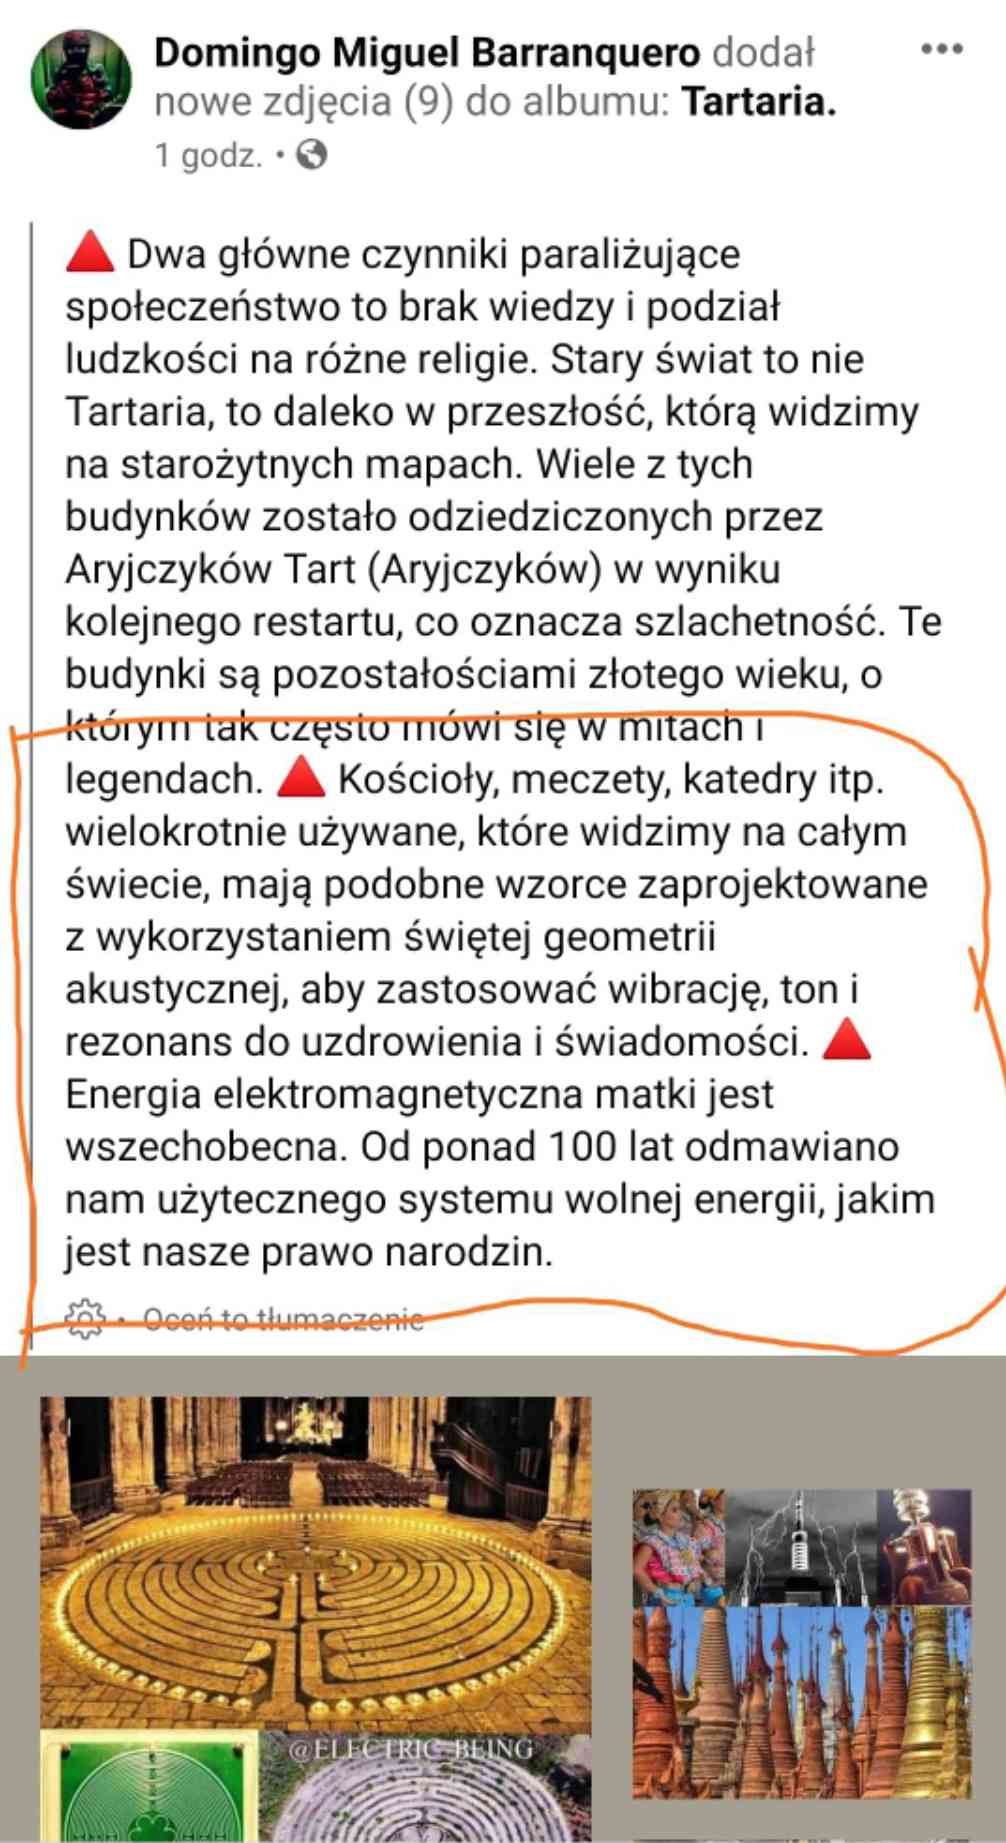 Domingo Miguel Barranquero dodał
nowe zdjęcia (9) do albumu: Tartaria.
1 godz. •
Dwa główne czynniki paraliżujące
społeczeństwo to brak wiedzy i podział
ludzkości na różne religie. Stary świat to nie
Tartaria, to daleko w przeszłość, którą widzimy
na starożytnych mapach. Wiele z tych
budynków zostało odziedziczonych przez
Aryjczyków Tart (Aryjczyków) w wyniku
kolejnego restartu, co oznacza szlachetność. Te
budynki są pozostałościami złotego wieku, o
którym tak często mówi się w mitach i
legendach. 🔺 Kościoły, meczety, katedry itp.
wielokrotnie używane, które widzimy na całym
świecie, mają podobne wzorce zaprojektowane
z wykorzystaniem świętej geometrii
akustycznej, aby zastosować wibrację, ton i
rezonans do uzdrowienia i świadomości. 🔺
Energia elektromagnetyczna matki jest
wszechobecna. Od ponad 100 lat odmawiano
nam użytecznego systemu wolnej energii, jakim
jest nasze prawo narodzin.
· Oceń to tłumaczenie
@ELECTRIC_BEING